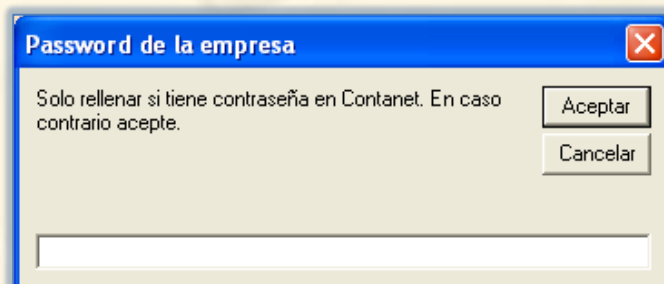 Password de la empresa
Solo rellenar si tiene contraseña en Contanet. En caso
contrario acepte.
Aceptar
Cancelar